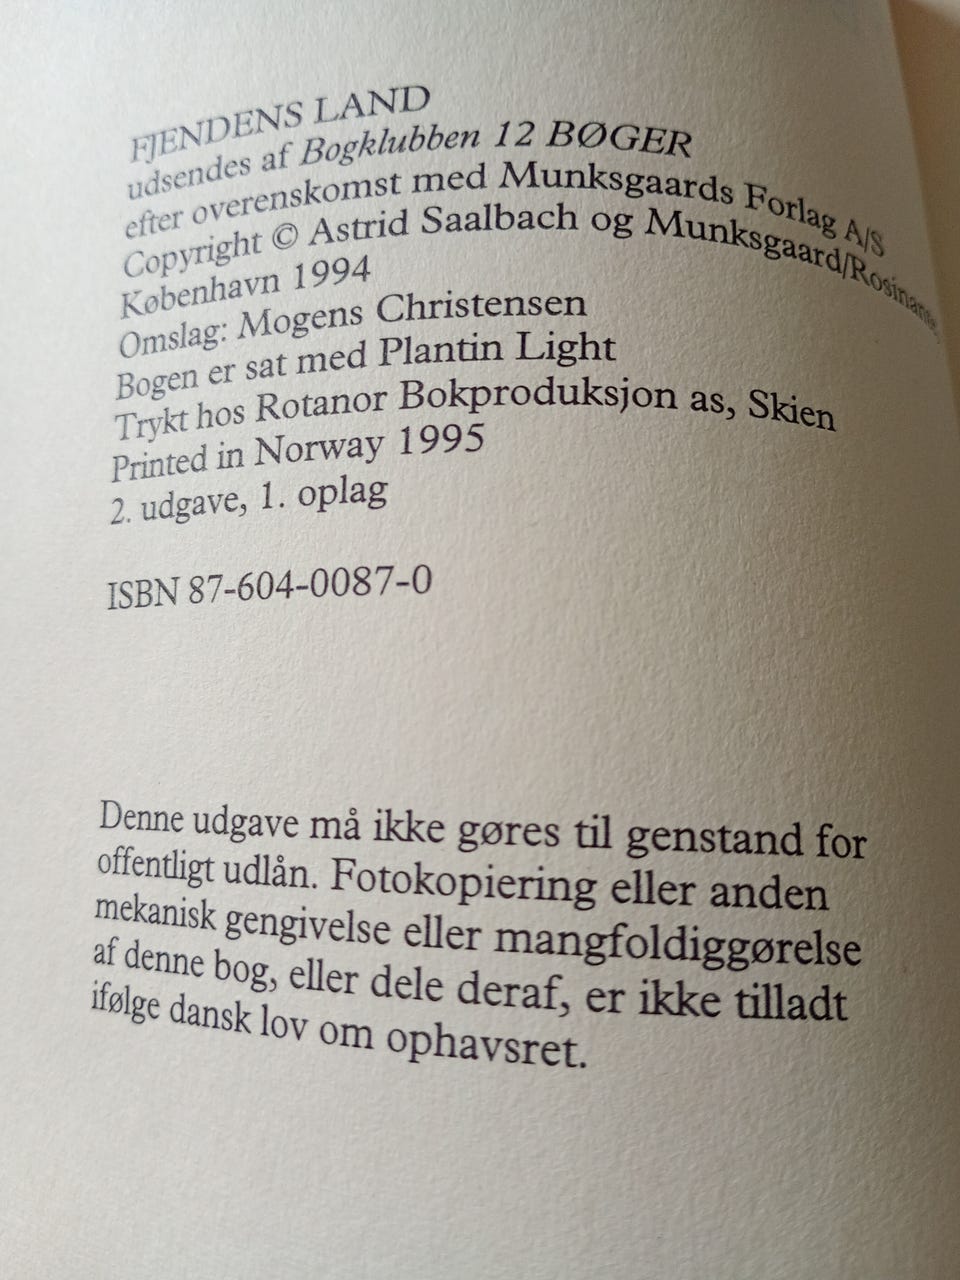 FJENDENS LAND
udsendes af Bogklubben 12 BØGER
efter overenskomst med Munksgaards Forlag A/S
Copyright © Astrid Saalbach og Munksgaard/Rosinante,
København 1994
Omslag: Mogens Christensen
Bogen er sat med Plantin Light
Trykt hos Rotanor Bokproduksjon as, Skien
Printed in Norway 1995
2. udgave, 1. oplag
ISBN 87-604-0087-0
Denne udgave må ikke gøres til genstand for
offentligt udlån. Fotokopiering eller anden
mekanisk gengivelse eller mangfoldiggørelse
af denne bog, eller dele deraf, er ikke tilladt
ifølge dansk lov om ophavsret.